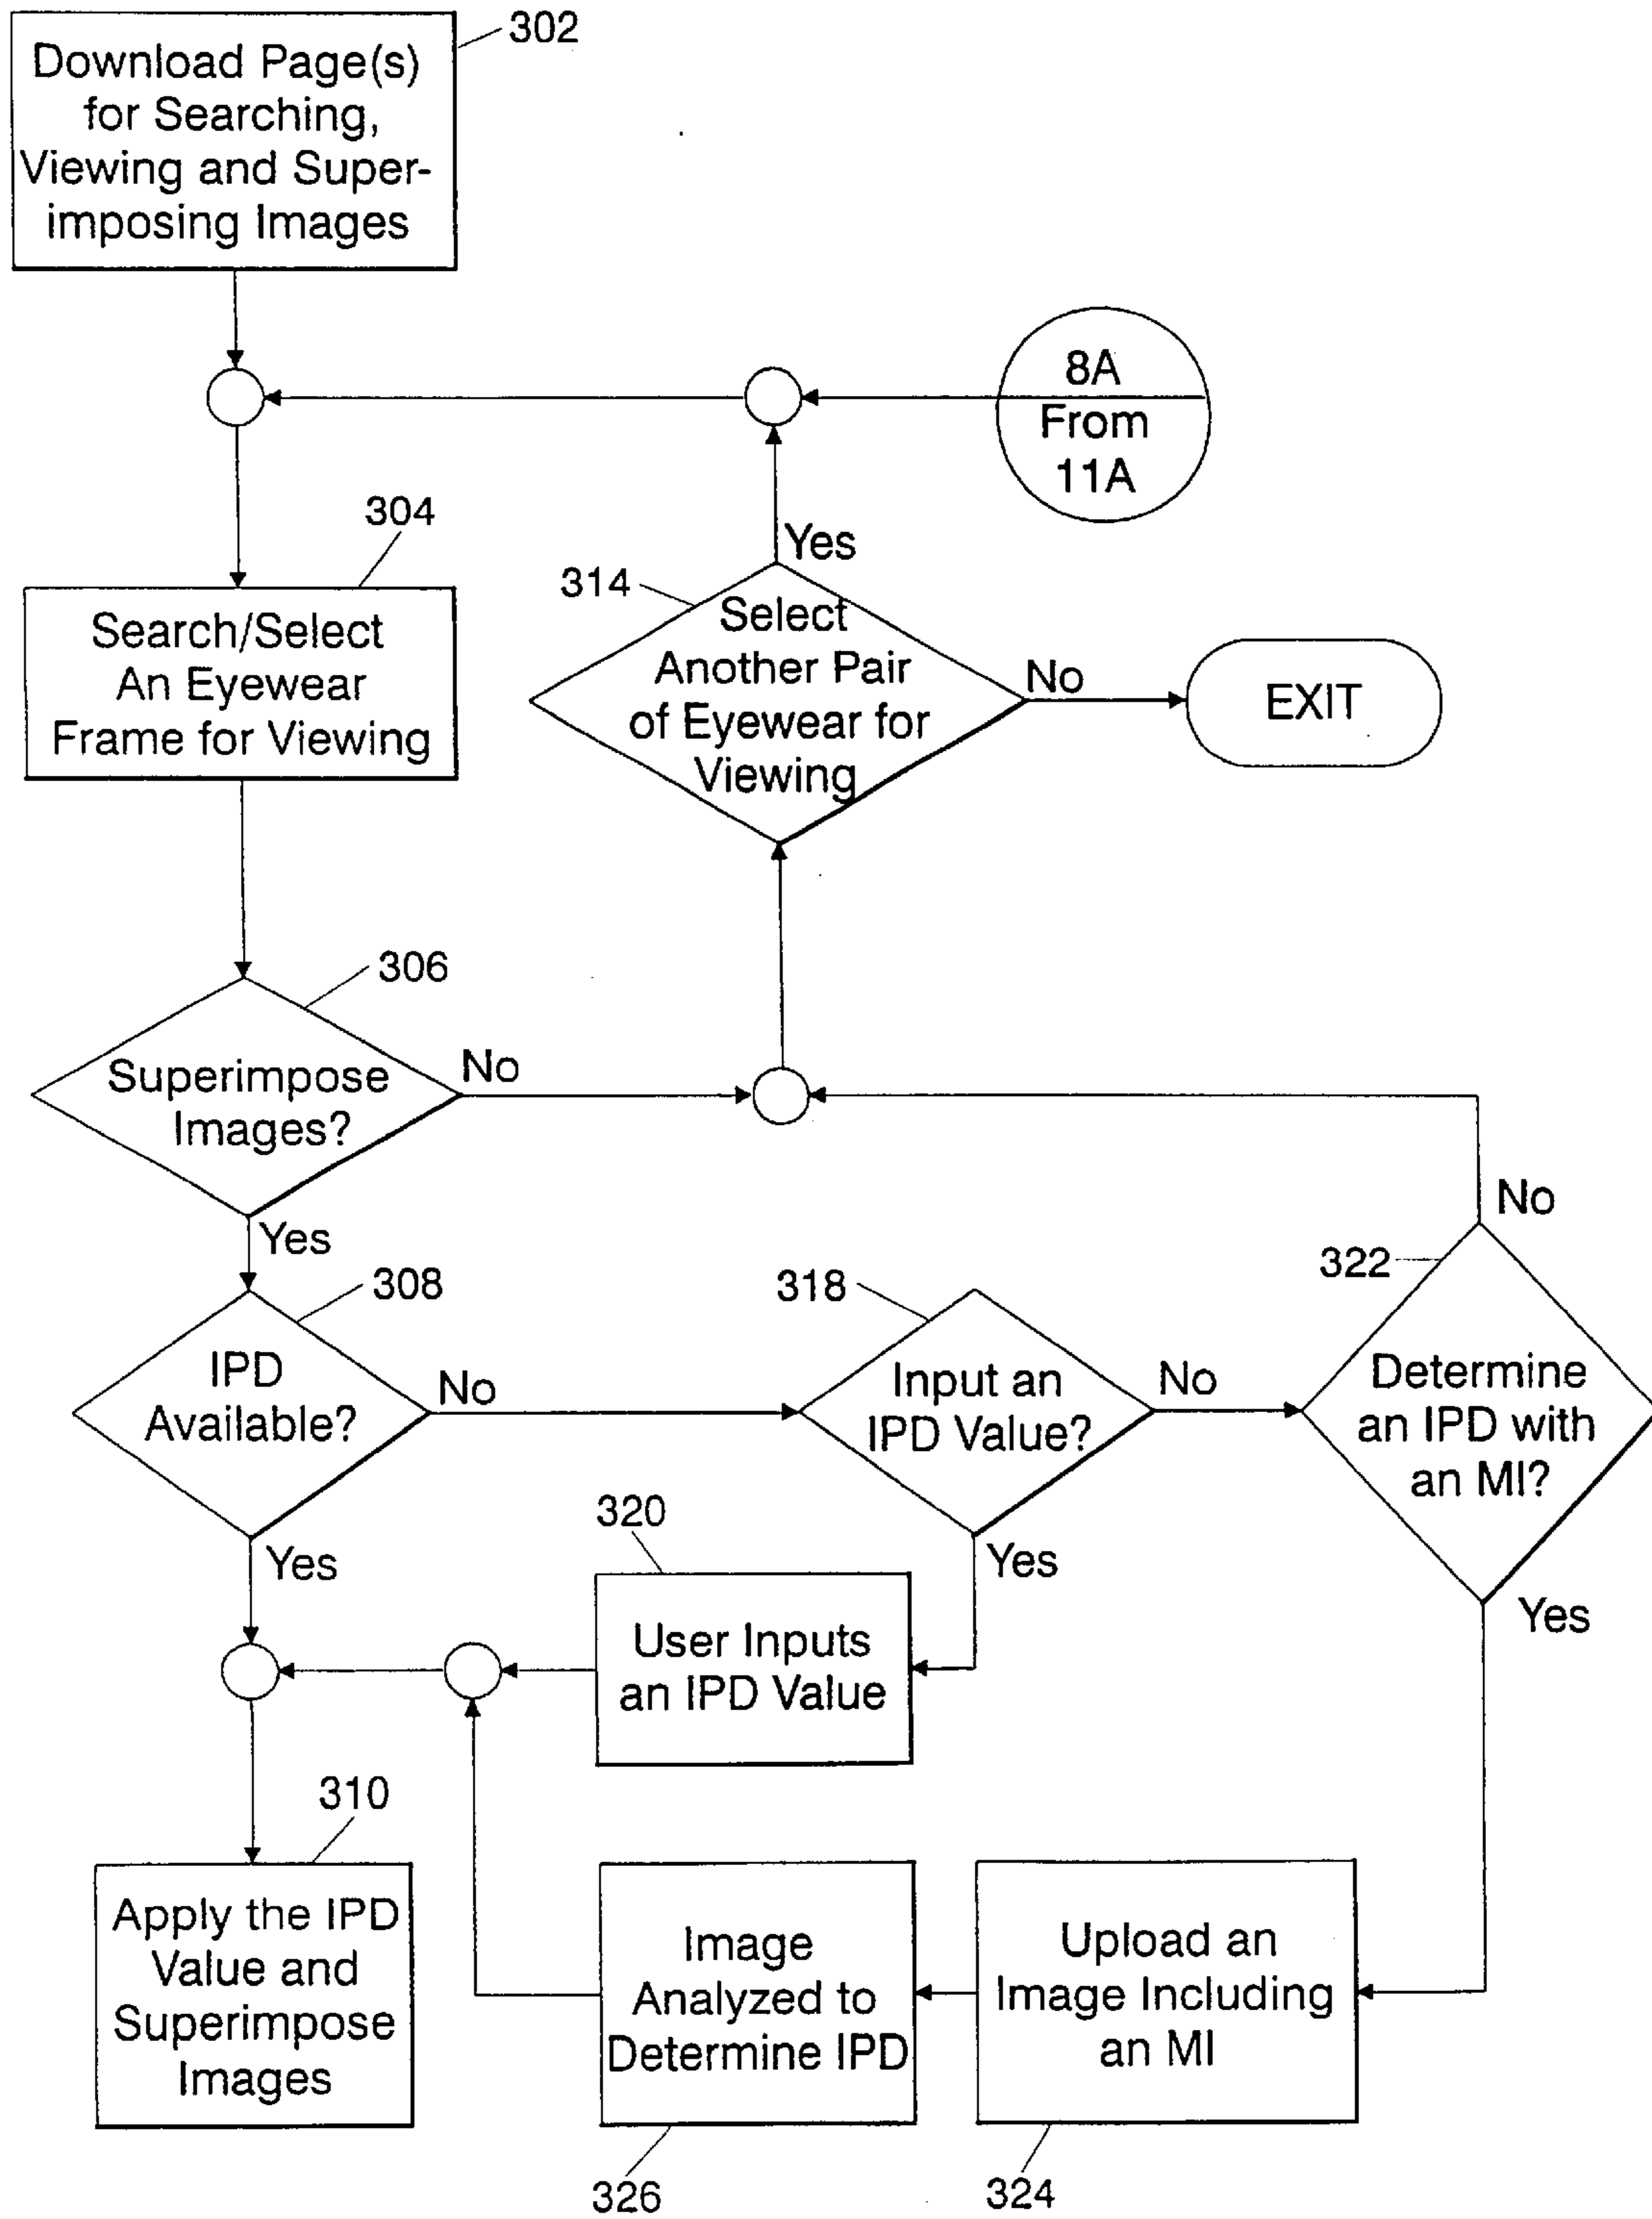 302
Download Page(s)
for Searching,
Viewing and Super-
imposing Images
8A
From
11A
304
Search/Select
An Eyewear
Frame for Viewing
Yes
314
Select
Another Pair
of Eyewear for
Viewing
No
EXIT
306
Superimpose
Images?
No
Yes
308
IPD
Available?
No
Yes
318
Input an
IPD Value?
No
Yes
322
No
Determine
an IPD with
an MI?
Yes
320
User Inputs
an IPD Value
310
Apply the IPD
Value and
Superimpose
Images
Image
Analyzed to
Determine IPD
326
Upload an
Image Including
an MI
324